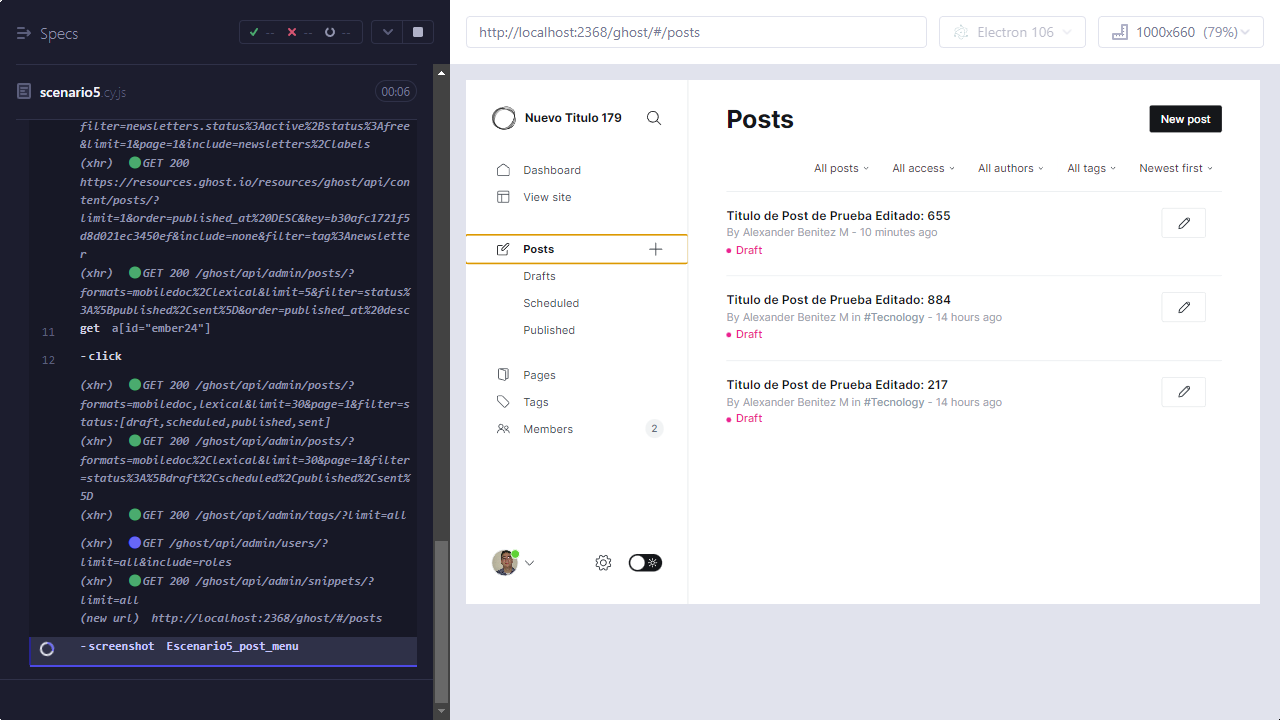 Specs
-- -- --
scenario5.cy.js
00:06
filter=newsletters.status%3Aactive%2Bstatus%3Afree
&limit=1&page=1&include=newsletters%2Clabels
(xhr) GET 200
https://resources.ghost.io/resources/ghost/api/con
tent/posts/?
limit=1&order=published_at%20DESC&key=b30afc1721f5
d8d021ec3450ef&include=none&filter=tag%3Anewslette
r
(xhr) GET 200 /ghost/api/admin/posts/?
formats=mobiledoc%2Clexical&limit=5&filter=status%
3A%5Bpublished%2Csent%5D&order=published_at%20desc
11 get a[id="ember24"]
12 -click
(xhr) GET 200 /ghost/api/admin/posts/?
formats=mobiledoc,lexical&limit=30&page=1&filter=s
tatus:[draft,scheduled,published,sent]
(xhr) GET 200 /ghost/api/admin/posts/?
formats=mobiledoc%2Clexical&limit=30&page=1&filter
=status%3A%5Bdraft%2Cscheduled%2Cpublished%2Csent%
5D
(xhr) GET 200 /ghost/api/admin/tags/?limit=all
(xhr) GET /ghost/api/admin/users/?
limit=all&include=roles
(xhr) GET 200 /ghost/api/admin/snippets/?
limit=all
(new url) http://localhost:2368/ghost/#/posts
-screenshot Escenario5_post_menu
http://localhost:2368/ghost/#/posts
Electron 106
1000x660 (79%)
Nuevo Titulo 179
Dashboard
View site
Posts
Drafts
Scheduled
Published
Pages
Tags
Members 2
Posts
New post
All posts All access All authors All tags Newest first
Titulo de Post de Prueba Editado: 655
By Alexander Benitez M - 10 minutes ago
Draft
Titulo de Post de Prueba Editado: 884
By Alexander Benitez M in #Tecnology - 14 hours ago
Draft
Titulo de Post de Prueba Editado: 217
By Alexander Benitez M in #Tecnology - 14 hours ago
Draft